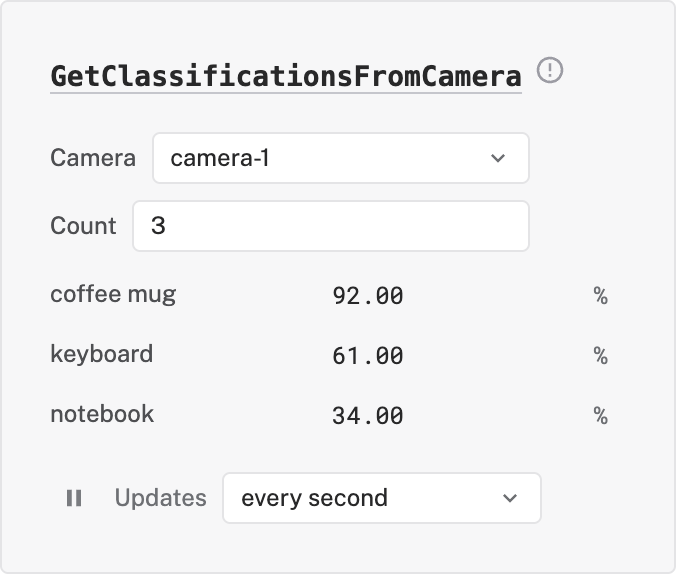 GetClassificationsFromCamera
Camera camera-1
Count 3
coffee mug 92.00 %
keyboard 61.00 %
notebook 34.00 %
Updates every second